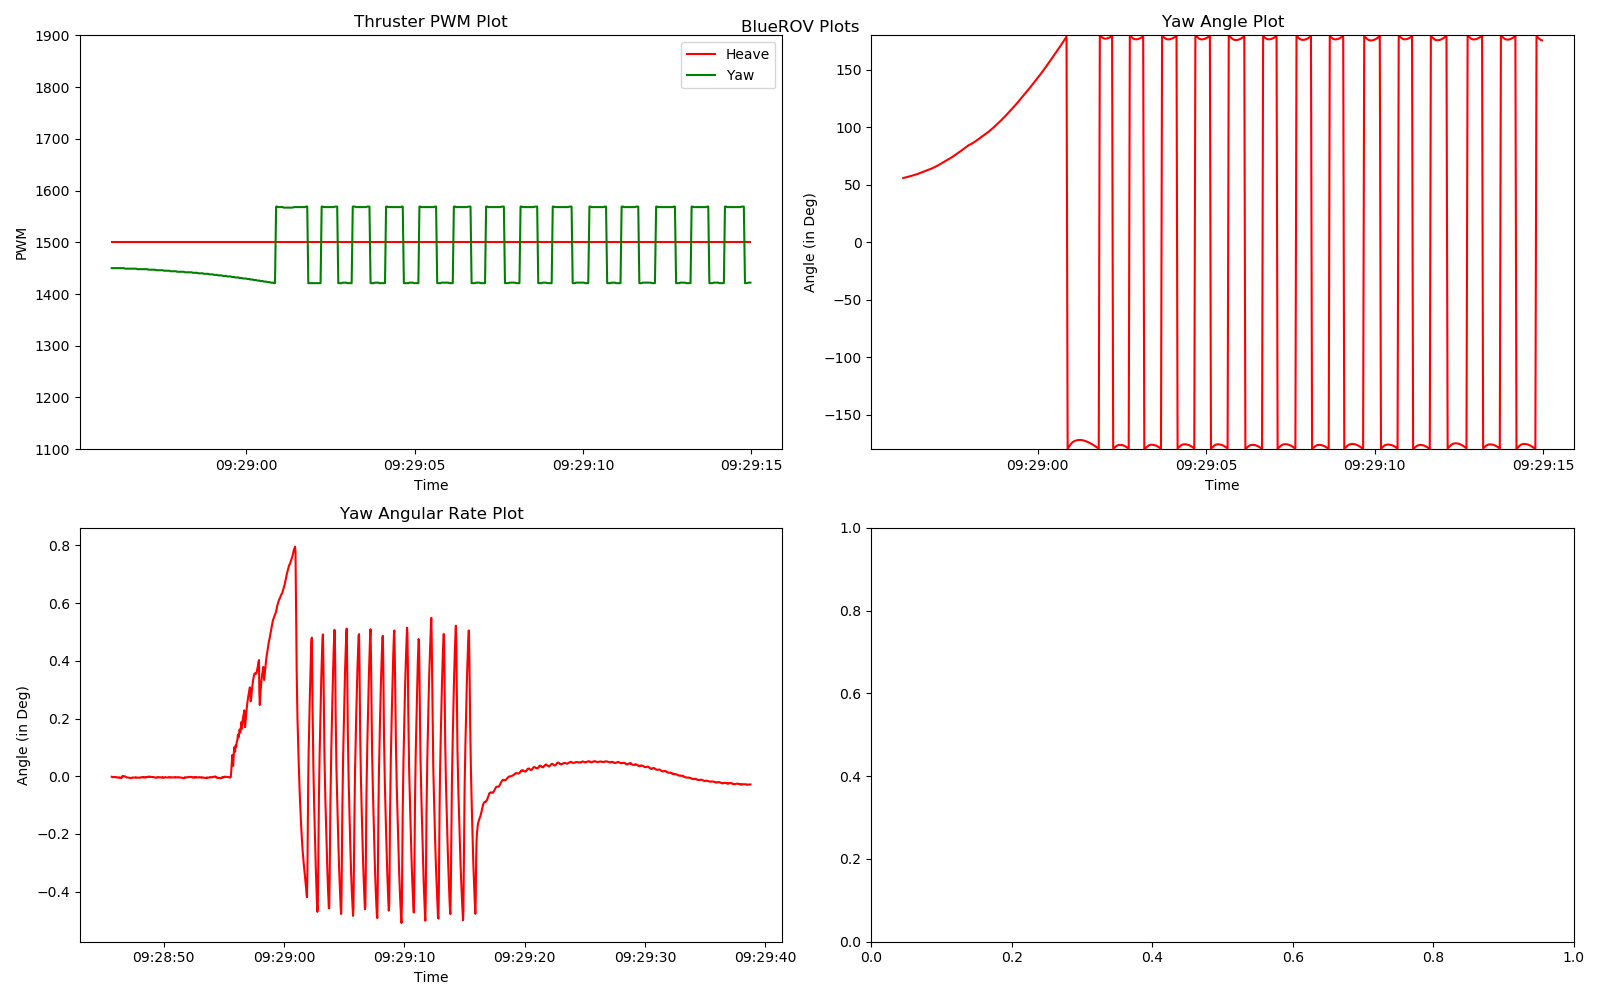 BlueROV Plots
Thruster PWM Plot
1900
1800
1700
1600
1500
1400
1300
1200
1100
PWM
Heave
Yaw
09:29:00 09:29:05 09:29:10 09:29:15
Time
Yaw Angle Plot
150
100
50
0
−50
−100
−150
Angle (in Deg)
09:29:00 09:29:05 09:29:10 09:29:15
Time
Yaw Angular Rate Plot
0.8
0.6
0.4
0.2
0.0
−0.2
−0.4
Angle (in Deg)
09:28:50 09:29:00 09:29:10 09:29:20 09:29:30 09:29:40
Time
1.0
0.8
0.6
0.4
0.2
0.0
0.0 0.2 0.4 0.6 0.8 1.0